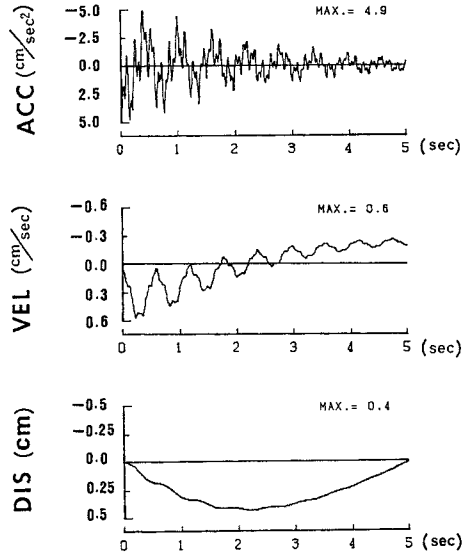 ACC (cm/sec2)
MAX.= 4.9
-5.0
-2.5
0.0
2.5
5.0
0 1 2 3 4 5 (sec)
VEL (cm/sec)
MAX.= 0.6
-0.6
-0.3
0.0
0.3
0.6
0 1 2 3 4 5 (sec)
DIS (cm)
MAX.= 0.4
-0.5
-0.25
0.0
0.25
0.5
0 1 2 3 4 5 (sec)